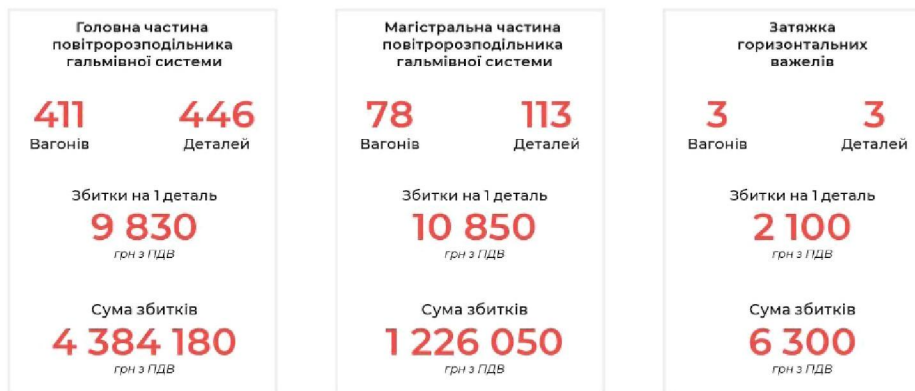 Головна частина
повітророзподільника
гальмівної системи
411 446
Вагонів Деталей
Збитки на 1 деталь
9 830
грн з ПДВ
Сума збитків
4 384 180
грн з ПДВ
Магістральна частина
повітророзподільника
гальмівної системи
78 113
Вагонів Деталей
Збитки на 1 деталь
10 850
грн з ПДВ
Сума збитків
1 226 050
грн з ПДВ
Затяжка
горизонтальних
важелів
3 3
Вагонів Деталей
Збитки на 1 деталь
2 100
грн з ПДВ
Сума збитків
6 300
грн з ПДВ